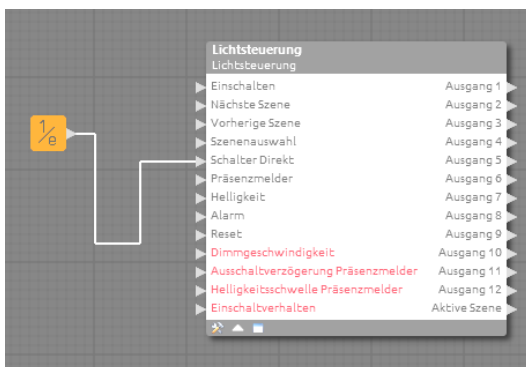 Lichtsteuerung
Lichtsteuerung
1/e
Einschalten Ausgang 1
Nächste Szene Ausgang 2
Vorherige Szene Ausgang 3
Szenenauswahl Ausgang 4
Schalter Direkt Ausgang 5
Präsenzmelder Ausgang 6
Helligkeit Ausgang 7
Alarm Ausgang 8
Reset Ausgang 9
Dimmgeschwindigkeit Ausgang 10
Ausschaltverzögerung Präsenzmelder Ausgang 11
Helligkeitsschwelle Präsenzmelder Ausgang 12
Einschaltverhalten Aktive Szene